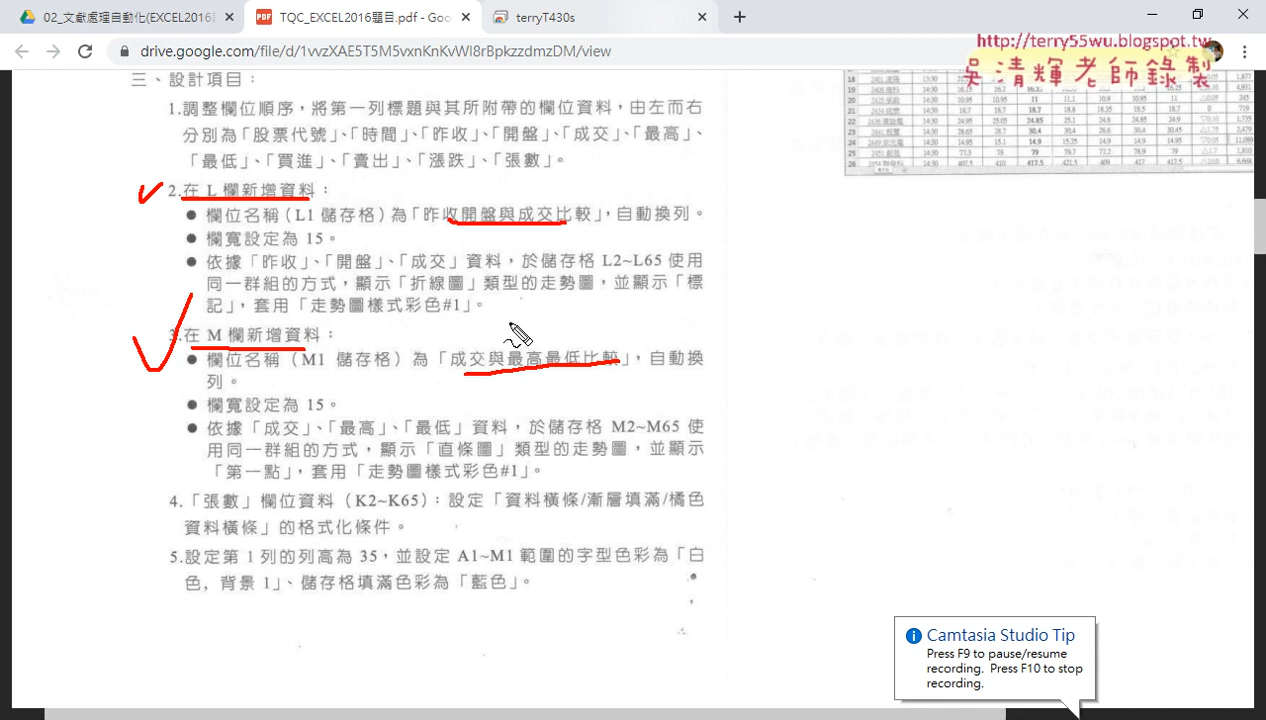 02_文獻處理自動化(EXCEL2016
TQC_EXCEL2016題目.pdf - Goo
terryT430s
drive.google.com/file/d/1vvzXAE5T5M5vxnKnKvWI8rBpkzzdmzDM/view
http://terry55wu.blogspot.tw
吳清輝老師錄製
三、設計項目：
1.調整欄位順序，將第一列標題與其所附帶的欄位資料，由左而右
分別為「股票代號」、「時間」、「昨收」、「開盤」、「成交」、「最高」、
「最低」、「買進」、「賣出」、「漲跌」、「張數」。
2.在 L 欄新增資料：
● 欄位名稱（L1 儲存格）為「昨收開盤與成交比較」，自動換列。
● 欄寬設定為 15。
● 依據「昨收」、「開盤」、「成交」資料，於儲存格 L2~L65 使用
同一群組的方式，顯示「折線圖」類型的走勢圖，並顯示「標
記」，套用「走勢圖樣式彩色#1」。
3.在 M 欄新增資料：
● 欄位名稱（M1 儲存格）為「成交與最高最低比較」，自動換
列。
● 欄寬設定為 15。
● 依據「成交」、「最高」、「最低」資料，於儲存格 M2~M65 使
用同一群組的方式，顯示「直條圖」類型的走勢圖，並顯示
「第一點」，套用「走勢圖樣式彩色#1」。
4.「張數」欄位資料（K2~K65）：設定「資料橫條/漸層填滿/橘色
資料橫條」的格式化條件。
5.設定第 1 列的列高為 35，並設定 A1~M1 範圍的字型色彩為「白
色, 背景 1」、儲存格填滿色彩為「藍色」。
Camtasia Studio Tip
Press F9 to pause/resume
recording. Press F10 to stop
recording.